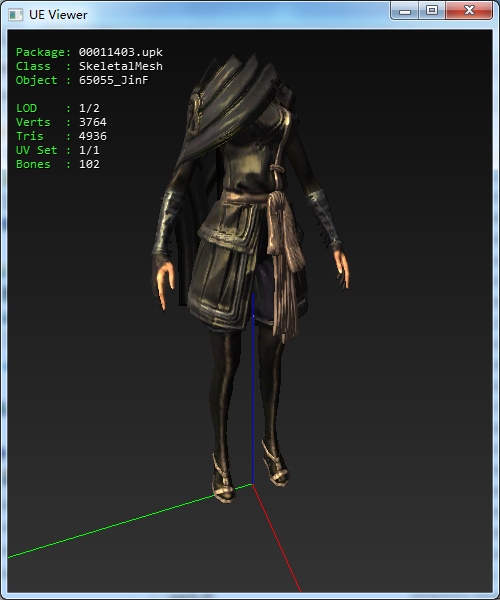 UE Viewer
Package: 00011403.upk
Class : SkeletalMesh
Object : 65055_JinF
LOD : 1/2
Verts : 3764
Tris : 4936
UV Set : 1/1
Bones : 102